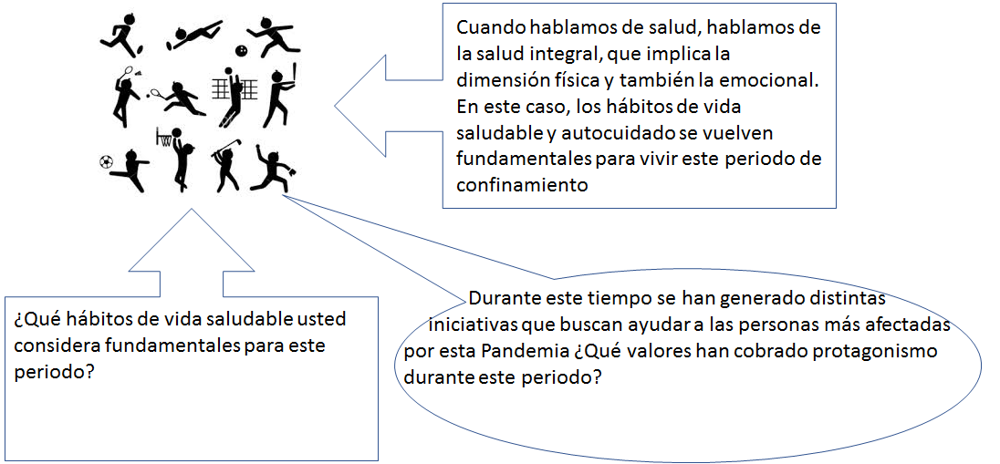 Cuando hablamos de salud, hablamos de
la salud integral, que implica la
dimensión física y también la emocional.
En este caso, los hábitos de vida
saludable y autocuidado se vuelven
fundamentales para vivir este periodo de
confinamiento
¿Qué hábitos de vida saludable usted
considera fundamentales para este
periodo?
Durante este tiempo se han generado distintas
iniciativas que buscan ayudar a las personas más afectadas
por esta Pandemia ¿Qué valores han cobrado protagonismo
durante este periodo?